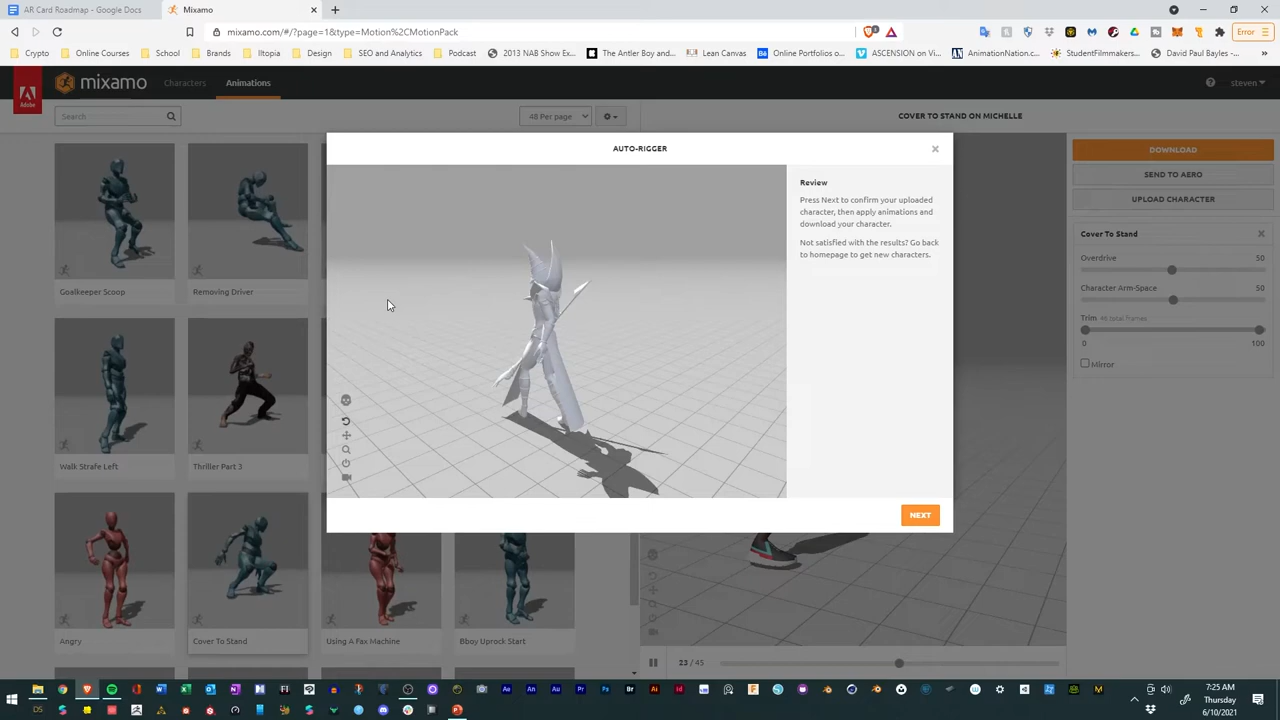 AR Card Roadmap - Google Docs
Mixamo
mixamo.com/#/?page=1&type=Motion%2CMotionPack
Error
Crypto
Online Courses
School
Brands
Iltopia
Design
SEO and Analytics
Podcast
2013 NAB Show Ex...
The Antler Boy and...
Lean Canvas
Online Portfolios o...
ASCENSION on Vi...
AnimationNation.c...
StudentFilmmakers...
David Paul Bayles...
Adobe
mixamo
Characters
Animations
steven
Search
48 Per page
COVER TO STAND ON MICHELLE
AUTO-RIGGER
DOWNLOAD
SEND TO AERO
UPLOAD CHARACTER
Review
Press Next to confirm your uploaded
character, then apply animations and
download your character.
Not satisfied with the results? Go back
to homepage to get new characters.
Cover To Stand
Overdrive 50
Character Arm-Space 50
Trim 46 total frames
0 100
Mirror
Goalkeeper Scoop
Removing Driver
Walk Strafe Left
Thriller Part 3
NEXT
Angry
Cover To Stand
Using A Fax Machine
Bboy Uprock Start
23 / 45
7:25 AM
Thursday
6/10/2021